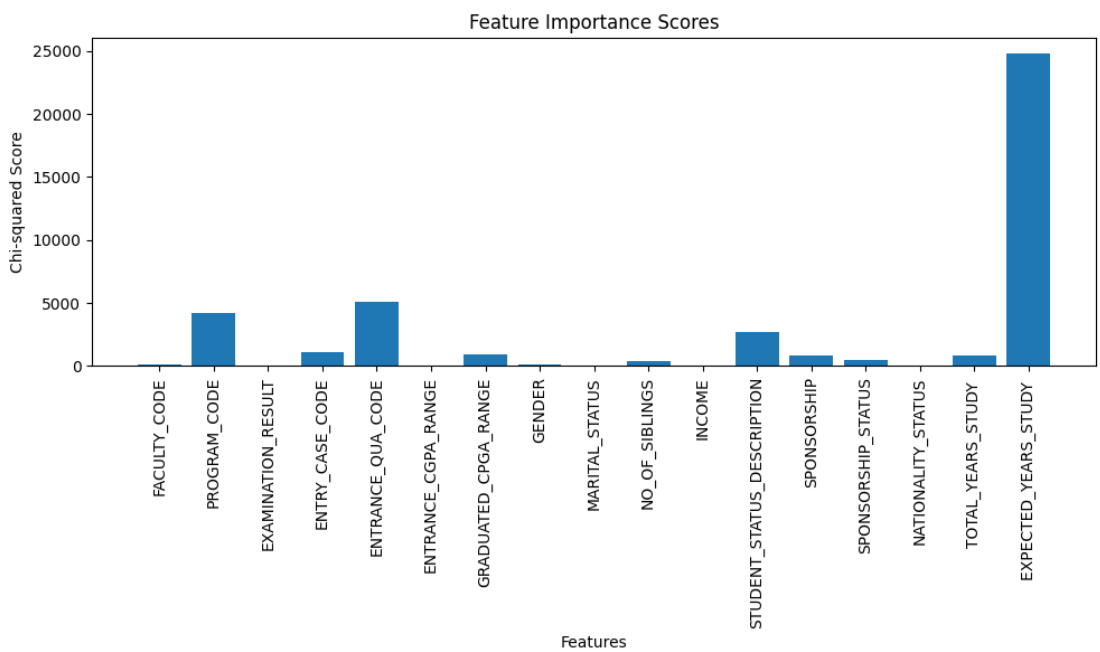 Feature Importance Scores
Chi-squared Score
25000
20000
15000
10000
5000
0
FACULTY_CODE
PROGRAM_CODE
EXAMINATION_RESULT
ENTRY_CASE_CODE
ENTRANCE_QUA_CODE
ENTRANCE_CGPA_RANGE
GRADUATED_CPGA_RANGE
GENDER
MARITAL_STATUS
NO_OF_SIBLINGS
INCOME
STUDENT_STATUS_DESCRIPTION
SPONSORSHIP
SPONSORSHIP_STATUS
NATIONALITY_STATUS
TOTAL_YEARS_STUDY
EXPECTED_YEARS_STUDY
Features